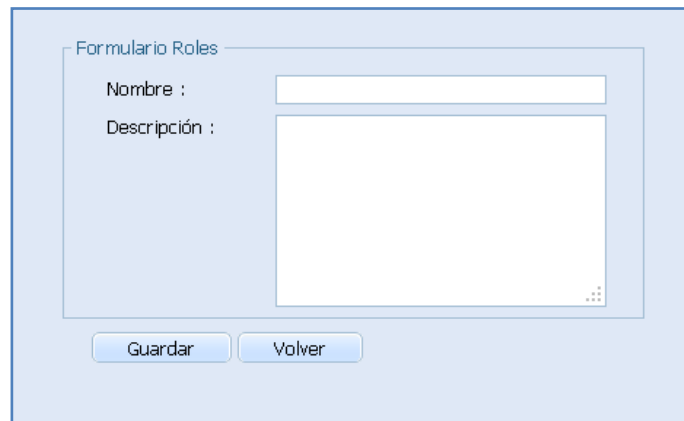 Formulario Roles
Nombre :
Descripción :
Guardar Volver